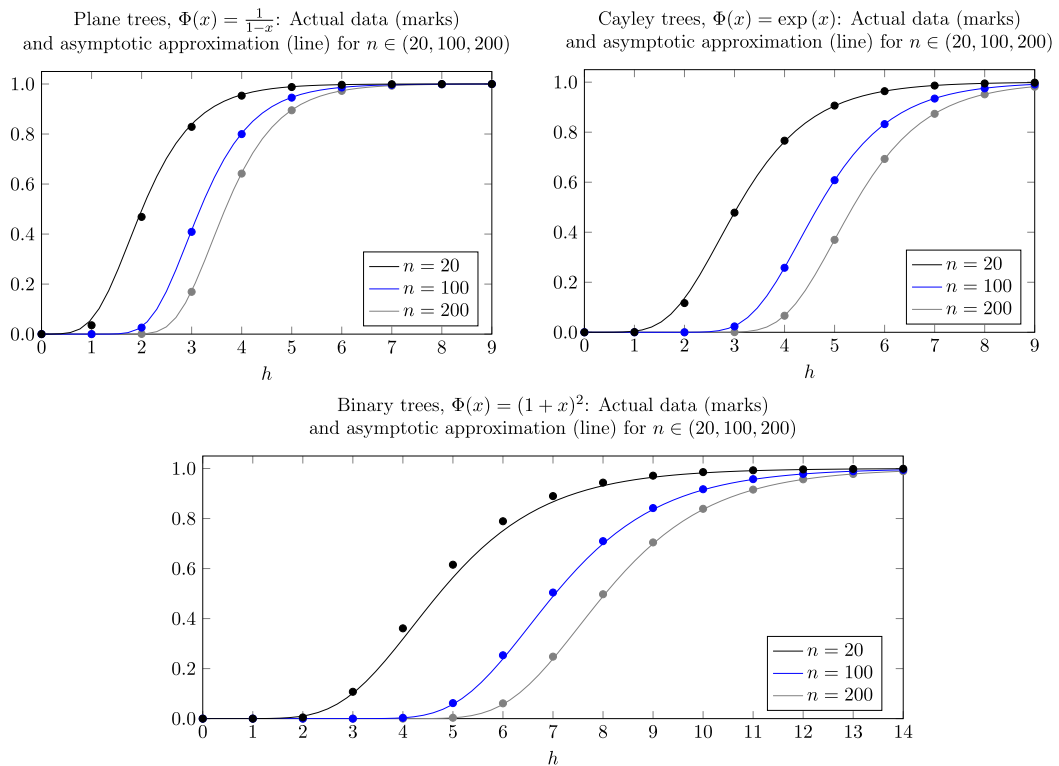 Plane trees, Φ(x) = 1/(1−x): Actual data (marks)
and asymptotic approximation (line) for n ∈ (20, 100, 200)
1.0
0.8
0.6
0.4
0.2
0.0
0 1 2 3 4 5 6 7 8 9
h
n = 20
n = 100
n = 200
Cayley trees, Φ(x) = exp (x): Actual data (marks)
and asymptotic approximation (line) for n ∈ (20, 100, 200)
1.0
0.8
0.6
0.4
0.2
0.0
0 1 2 3 4 5 6 7 8 9
h
n = 20
n = 100
n = 200
Binary trees, Φ(x) = (1 + x)²: Actual data (marks)
and asymptotic approximation (line) for n ∈ (20, 100, 200)
1.0
0.8
0.6
0.4
0.2
0.0
0 1 2 3 4 5 6 7 8 9 10 11 12 13 14
h
n = 20
n = 100
n = 200